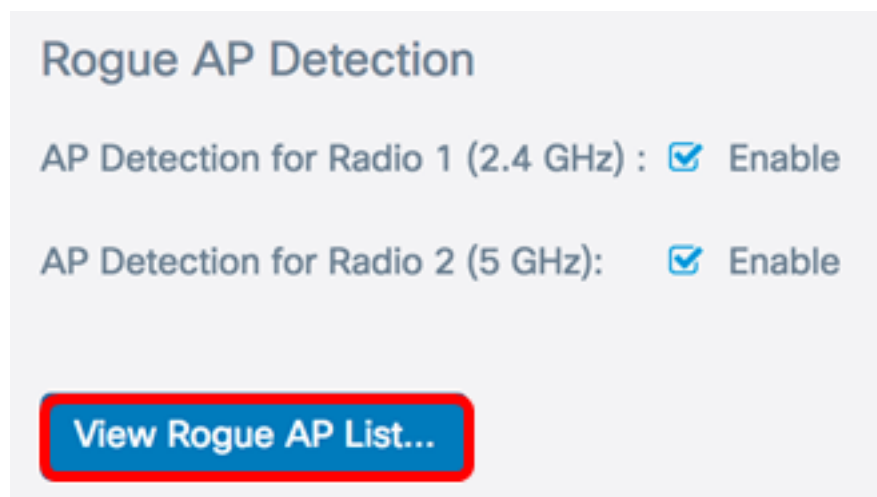 Rogue AP Detection
AP Detection for Radio 1 (2.4 GHz) : Enable
AP Detection for Radio 2 (5 GHz): Enable
View Rogue AP List...